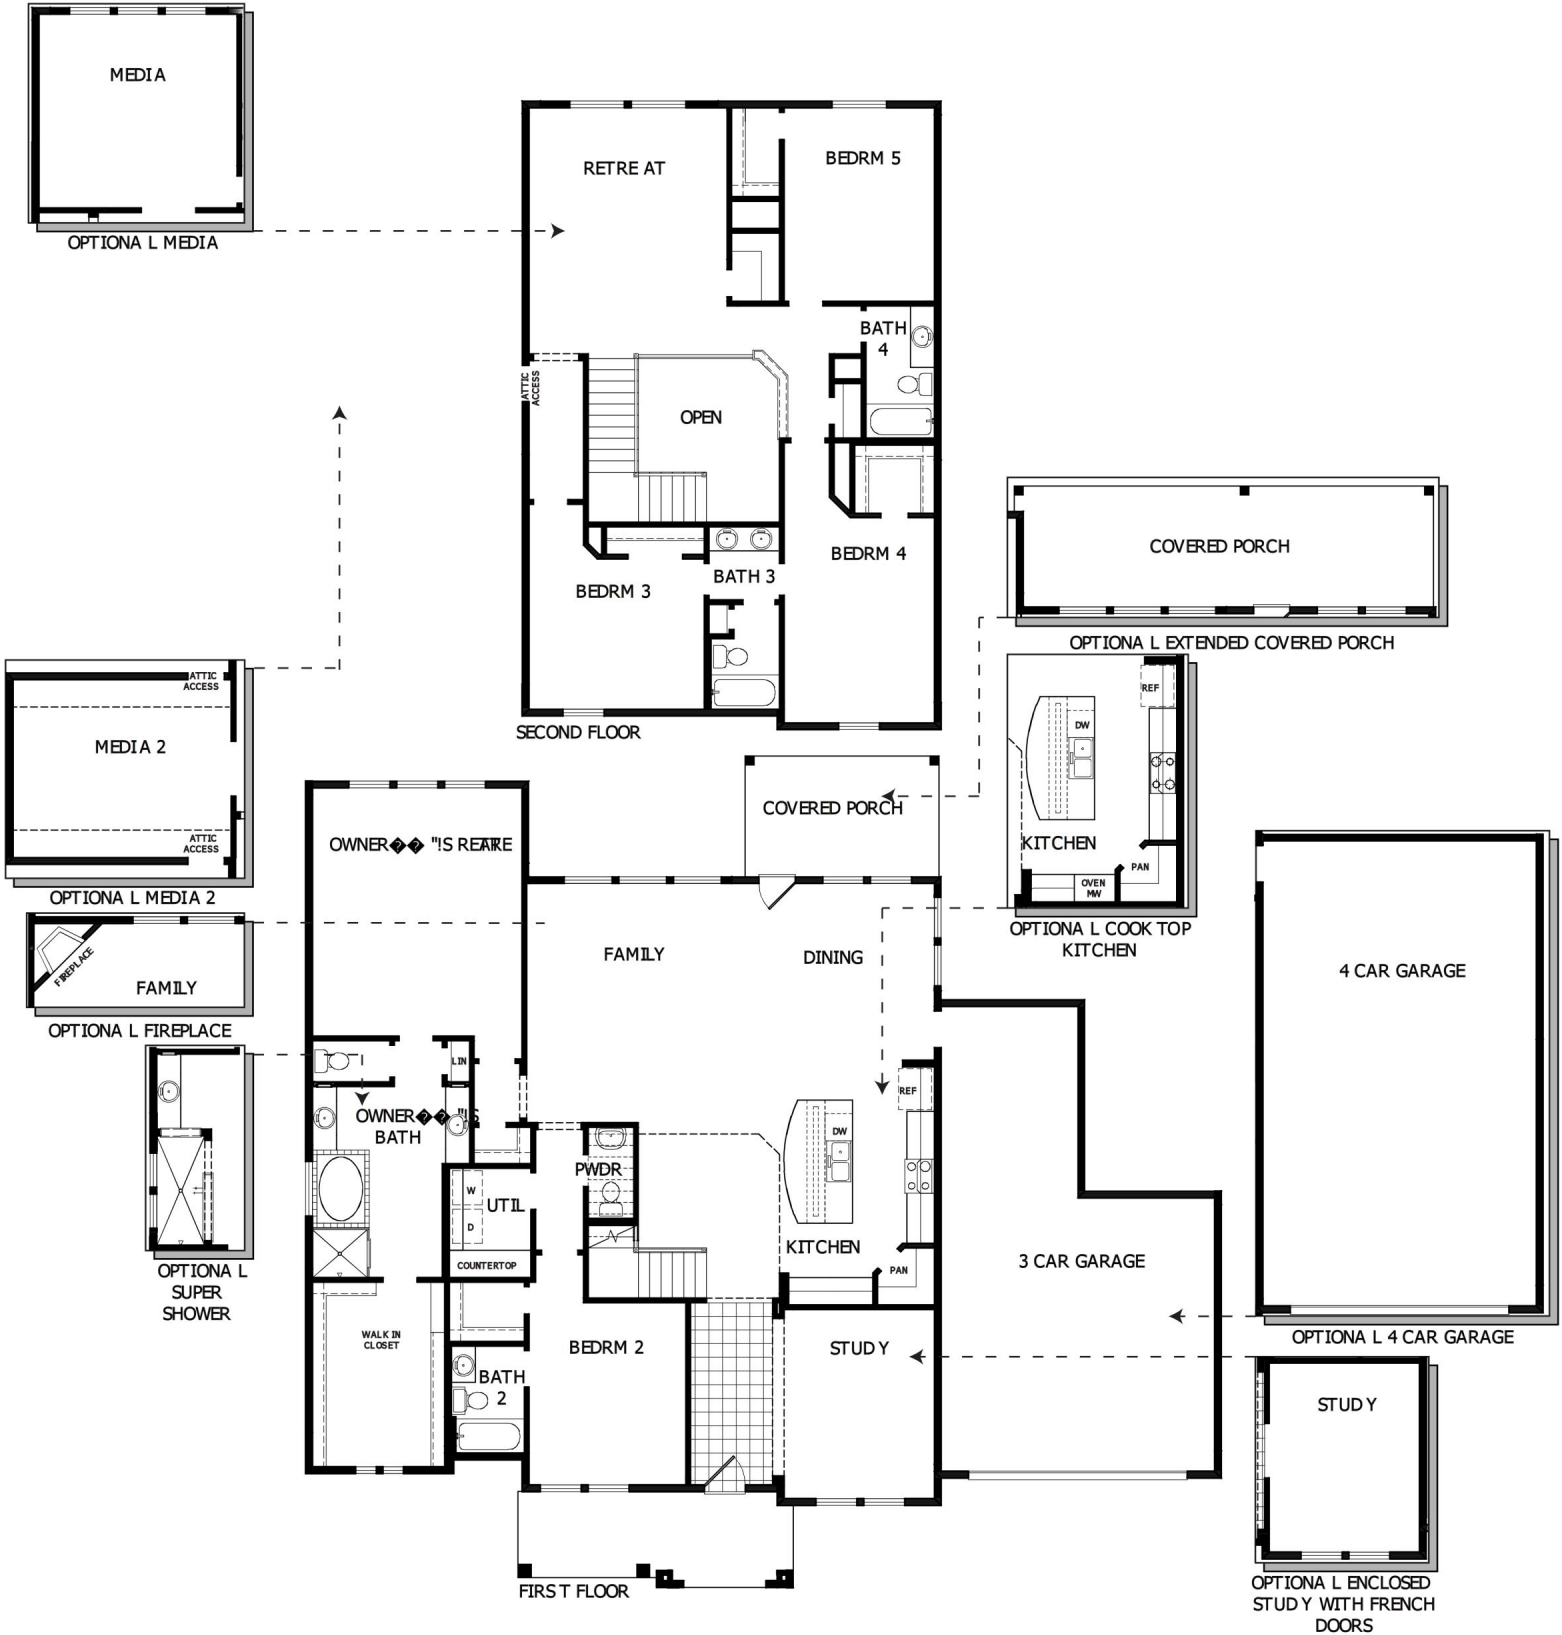 MEDIA
OPTIONA L MEDIA
RETRE AT
BEDRM 5
BATH
4
ATTIC
ACCESS
OPEN
BEDRM 4
BEDRM 3
BATH 3
SECOND FLOOR
COVERED PORCH
OPTIONA L EXTENDED COVERED PORCH
ATTIC
ACCESS
MEDIA 2
ATTIC
ACCESS
OPTIONA L MEDIA 2
REF
DW
KITCHEN
PAN
OVEN
MW
OPTIONA L COOK TOP
KITCHEN
FIREPLACE
FAMILY
OPTIONA L FIREPLACE
OPTIONA L
SUPER
SHOWER
COVERED PORCH
FAMILY
DINING
LIN
BATH
PWDR
W
UTIL
D
COUNTERTOP
REF
DW
KITCHEN
PAN
WALK IN
CLOSET
BEDRM 2
BATH
2
STUD Y
3 CAR GARAGE
FIRS T FLOOR
4 CAR GARAGE
OPTIONA L 4 CAR GARAGE
STUD Y
OPTIONA L ENCLOSED
STUD Y WITH FRENCH
DOORS